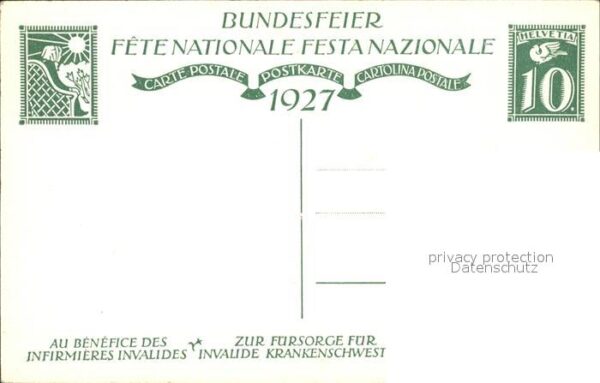 BUNDESFEIER
FÊTE NATIONALE FESTA NAZIONALE
CARTE POSTALE POSTKARTE CARTOLINA POSTALE
1927
HELVETIA
10
privacy protection
Datenschutz
AU BÉNÉFICE DES
INFIRMIÈRES INVALIDES
ZUR FÜRSORGE FÜR
INVALIDE KRANKENSCHWEST